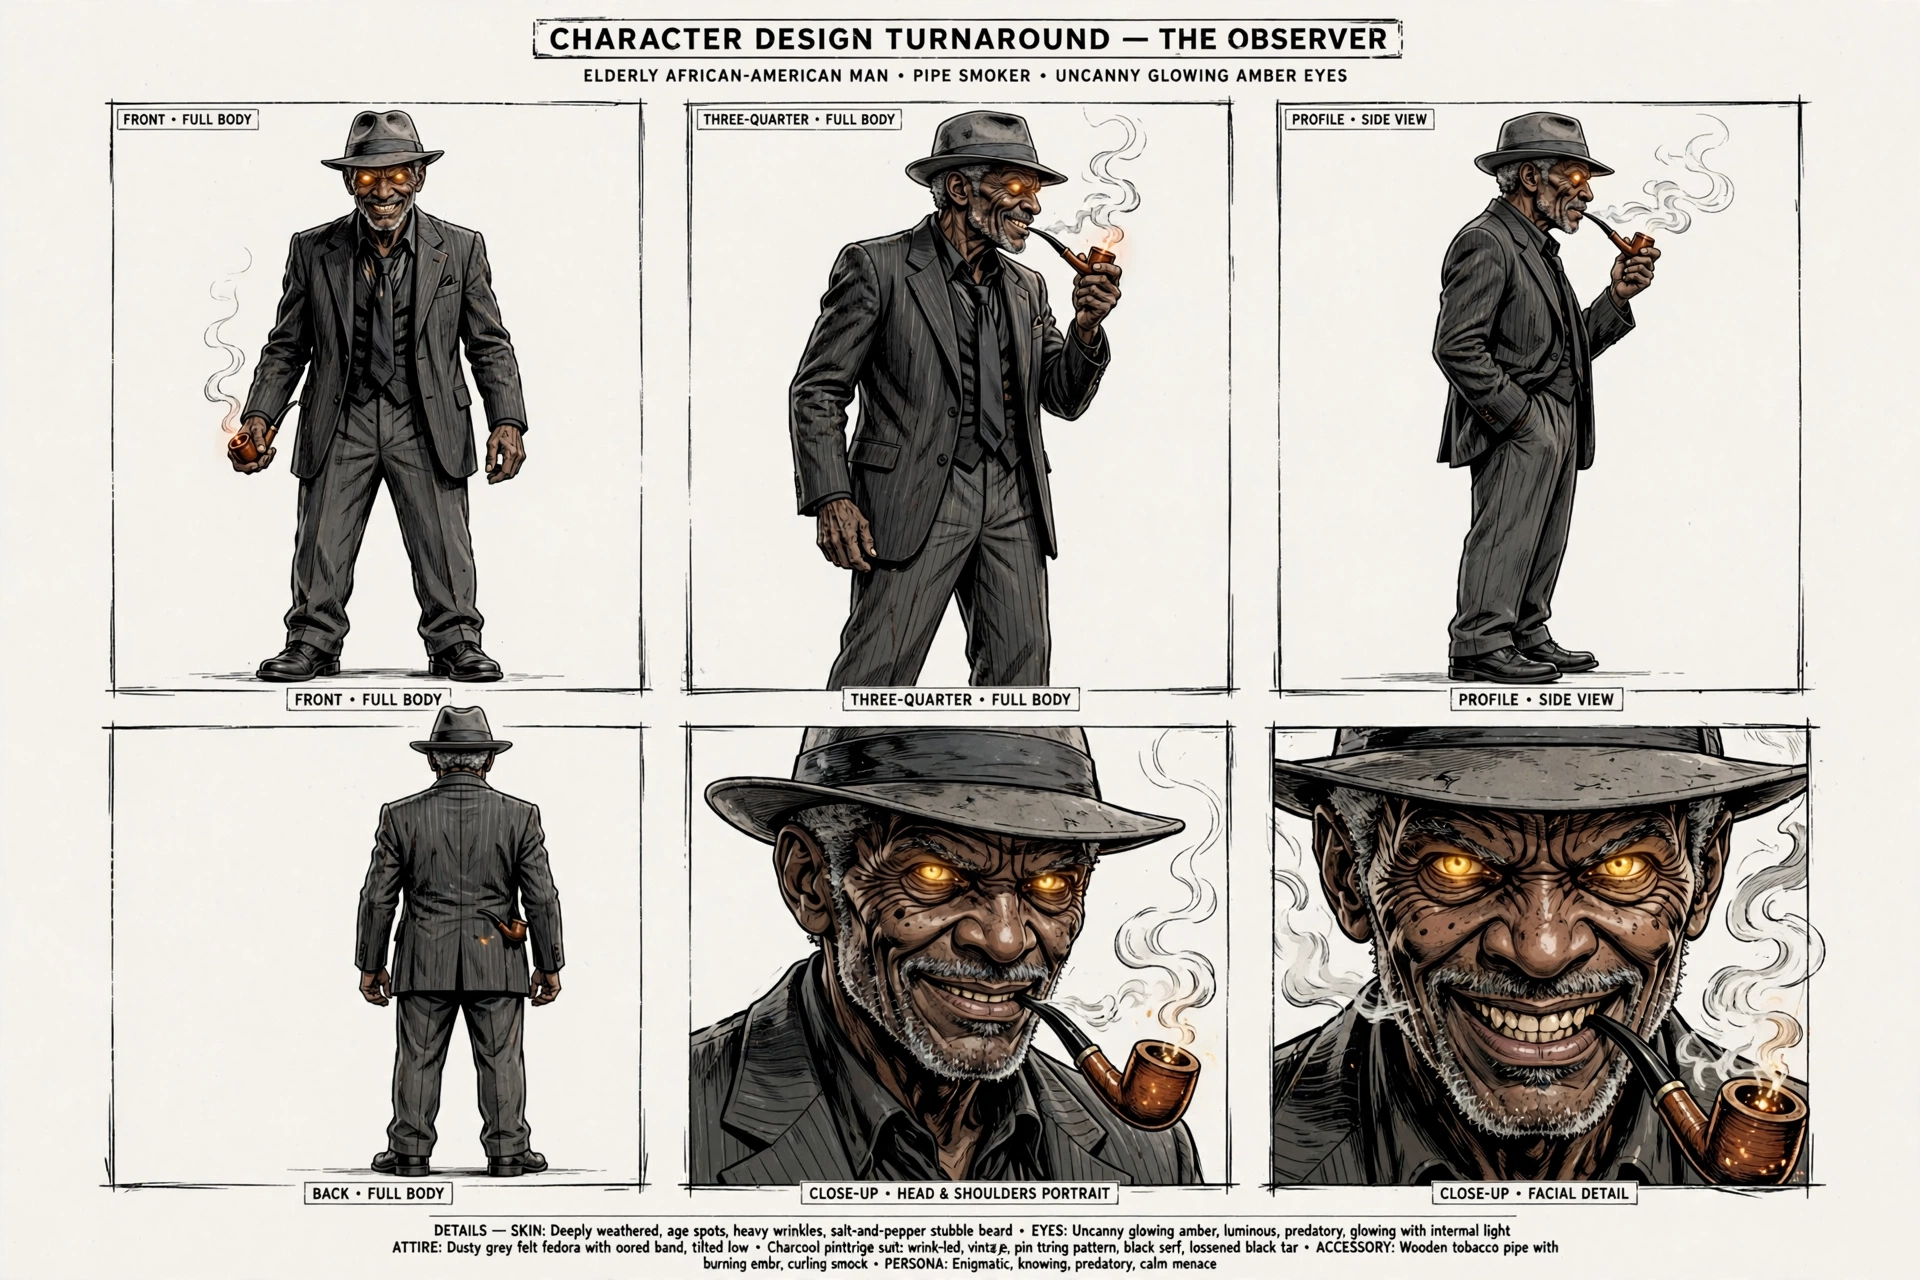 CHARACTER DESIGN TURNAROUND — THE OBSERVER
ELDERLY AFRICAN-AMERICAN MAN • PIPE SMOKER • UNCANNY GLOWING AMBER EYES
FRONT • FULL BODY
THREE-QUARTER • FULL BODY
PROFILE • SIDE VIEW
FRONT • FULL BODY
THREE-QUARTER • FULL BODY
PROFILE • SIDE VIEW
BACK • FULL BODY
CLOSE-UP • HEAD & SHOULDERS PORTRAIT
CLOSE-UP • FACIAL DETAIL
DETAILS — SKIN: Deeply weathered, age spots, heavy wrinkles, salt-and-pepper stubble beard • EYES: Uncanny glowing amber, luminous, predatory, glowing with intermal light
ATTIRE: Dusty grey felt fedora with oored band, tilted low • Charcool pinttrige suit: wrink-led, vintaje, pin ttring pattern, black serf, lossened black tar • ACCESSORY: Wooden tobacco pipe with
burning embr, curling smock • PERSONA: Enigmatic, knowing, predatory, calm menace